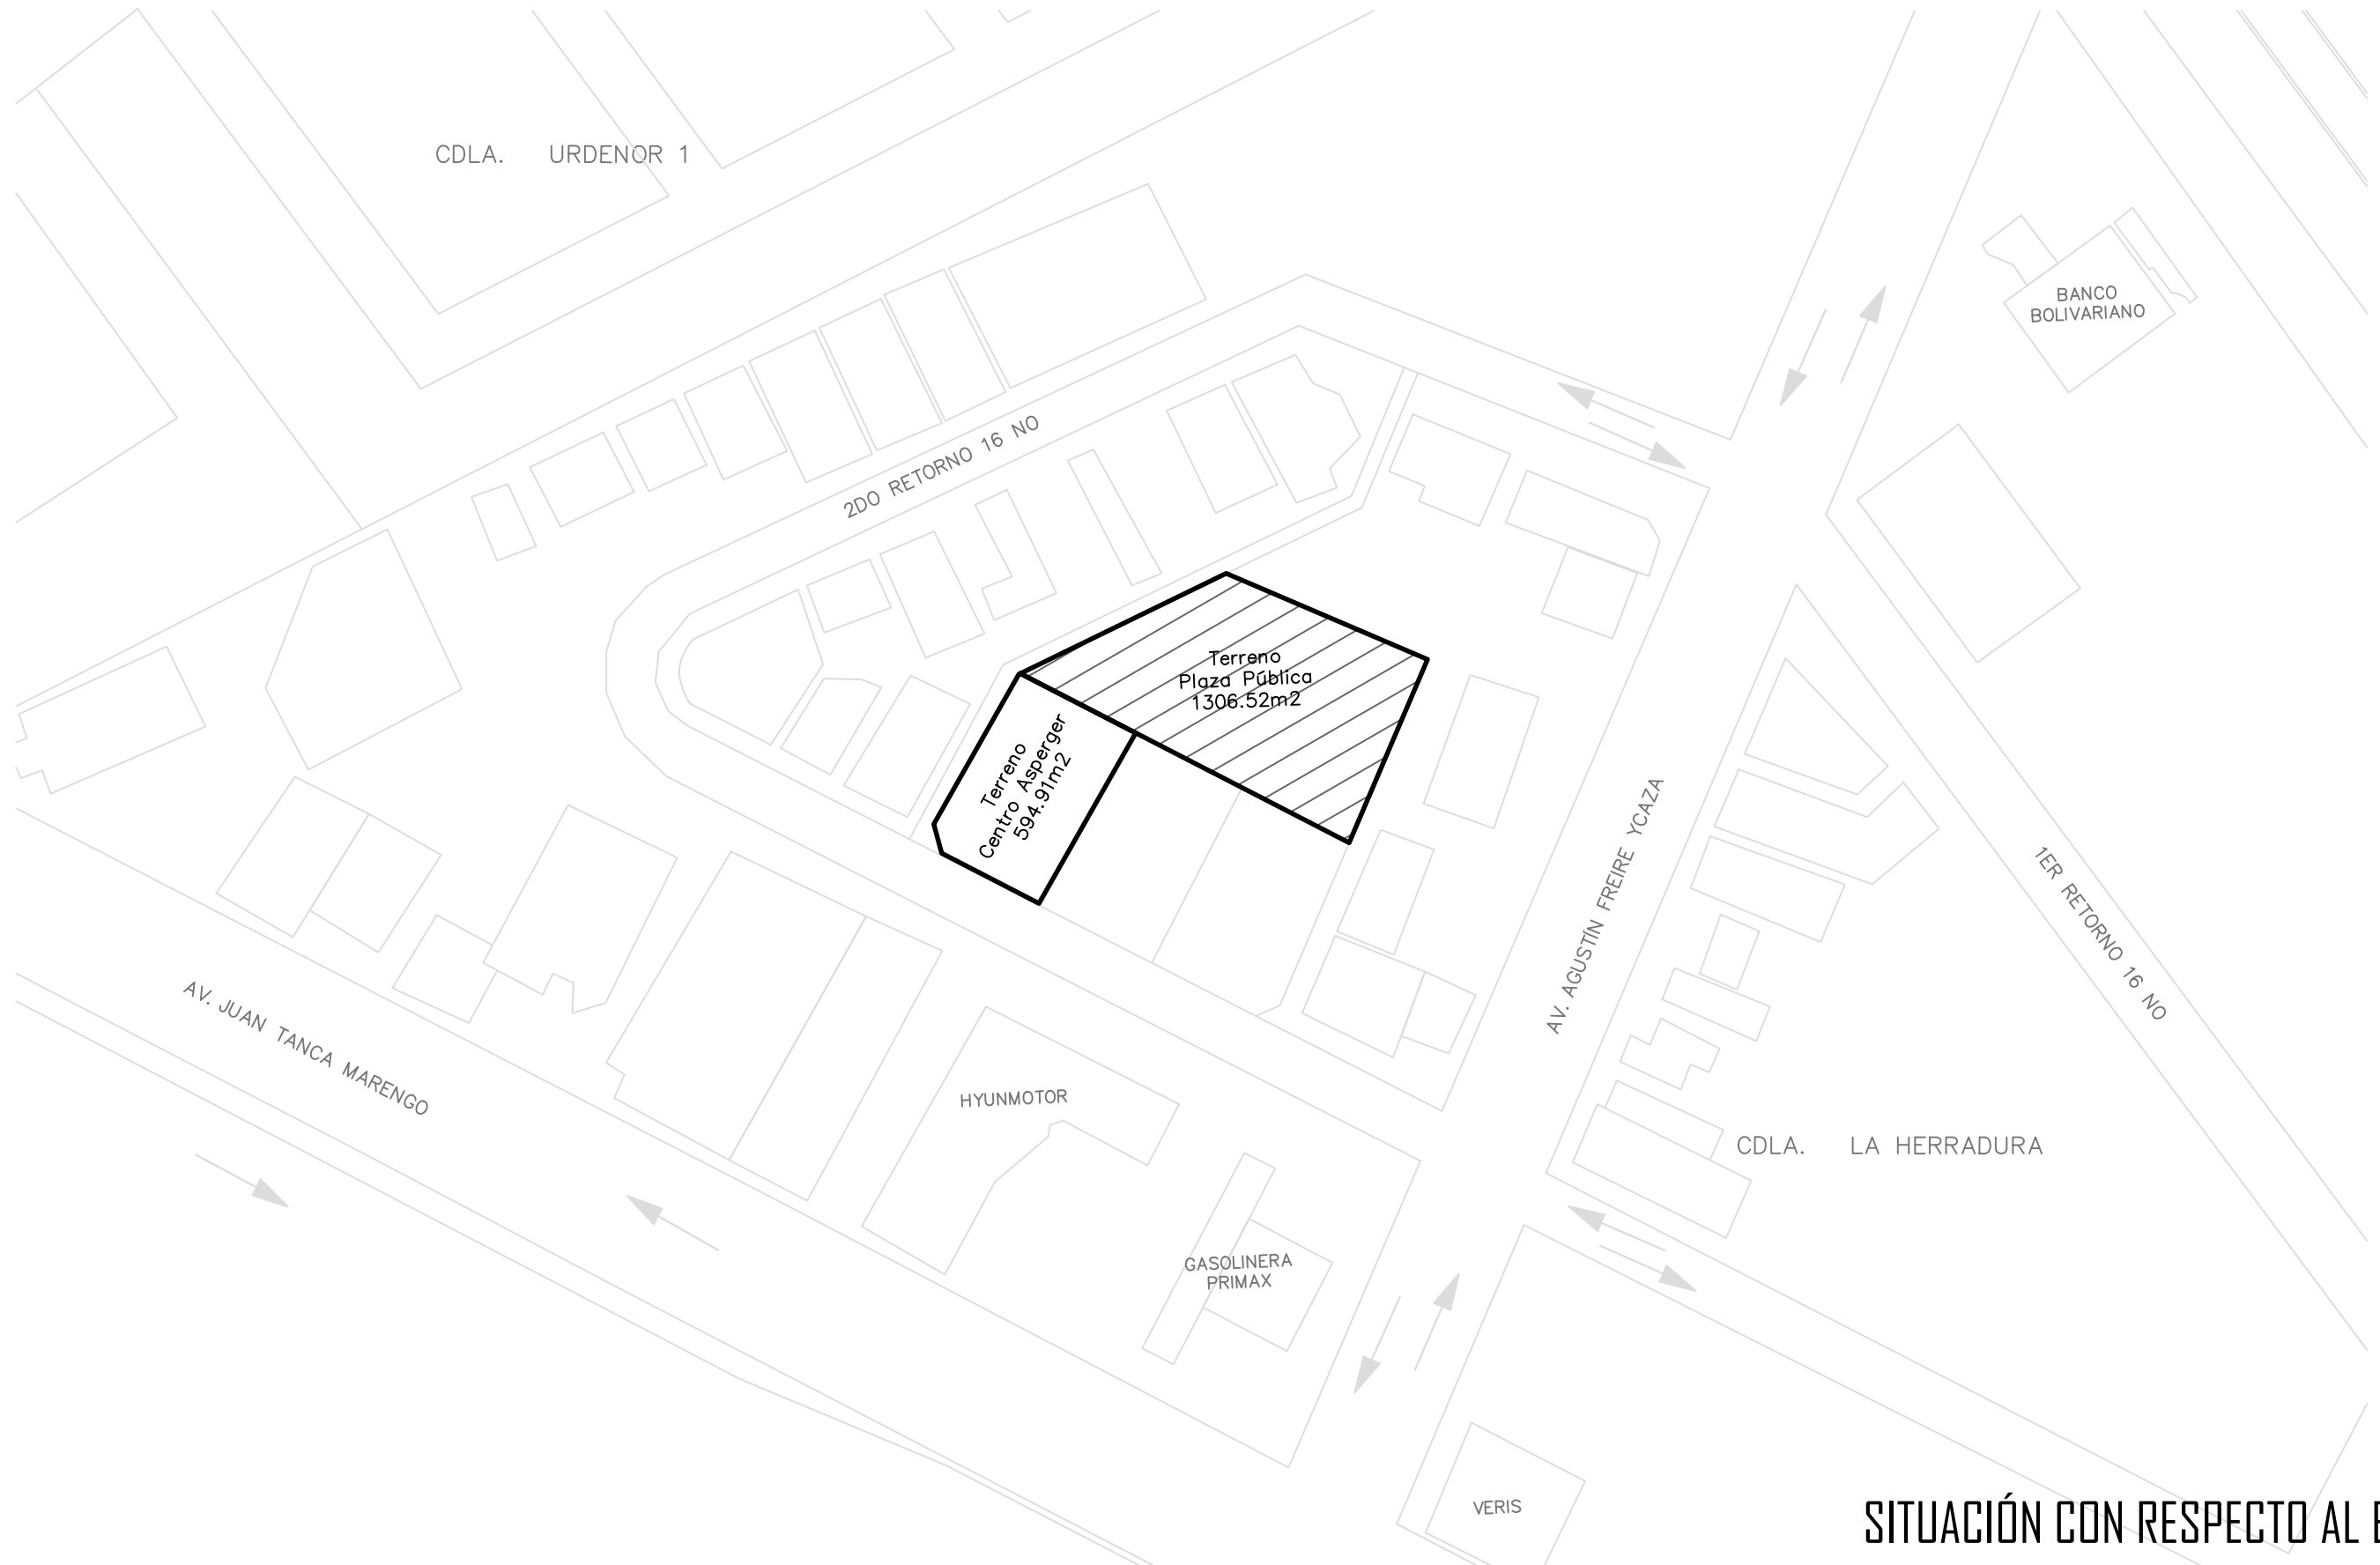 CDLA. URDENOR 1
BANCO
BOLIVARIANO
2DO RETORNO 16 NO
Terreno
Plaza Pública
1306.52m2
Terreno
Centro Asperger
594.91m2
AV. AGUSTÍN FREIRE YCAZA
1ER RETORNO 16 NO
AV. JUAN TANCA MARENGO
HYUNMOTOR
CDLA. LA HERRADURA
GASOLINERA
PRIMAX
VERIS
SITUACIÓN CON RESPECTO AL